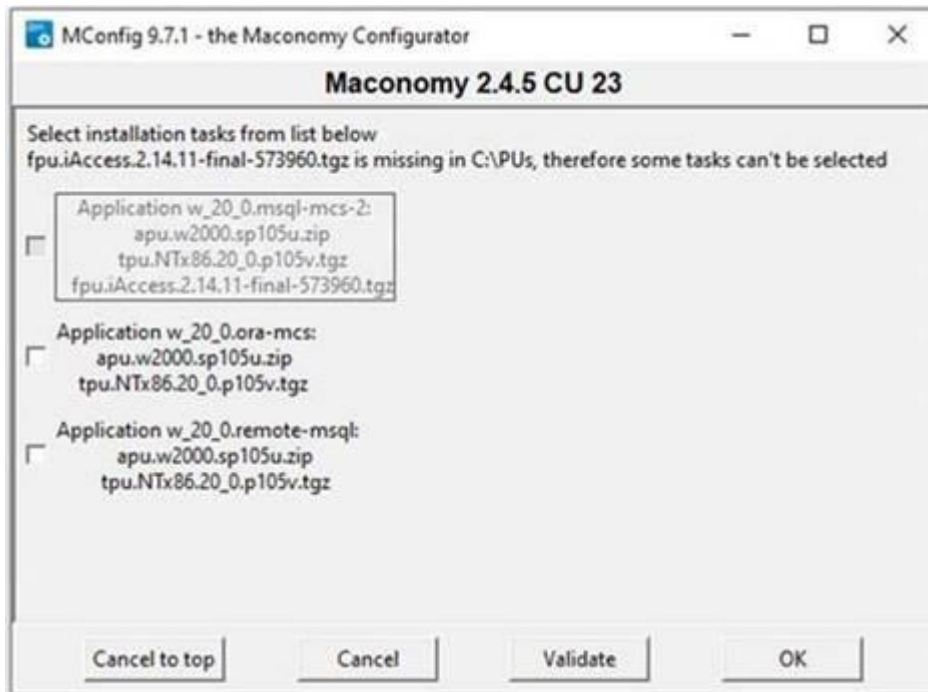 MConfig 9.7.1 - the Maconomy Configurator
Maconomy 2.4.5 CU 23
Select installation tasks from list below
fpu.iAccess.2.14.11-final-573960.tgz is missing in C:\PUs, therefore some tasks can't be selected
Application w_20_0.msql-mcs-2:
apu.w2000.sp105u.zip
tpu.NTx86.20_0.p105v.tgz
fpu.iAccess.2.14.11-final-573960.tgz
Application w_20_0.ora-mcs:
apu.w2000.sp105u.zip
tpu.NTx86.20_0.p105v.tgz
Application w_20_0.remote-msql:
apu.w2000.sp105u.zip
tpu.NTx86.20_0.p105v.tgz
Cancel to top Cancel Validate OK